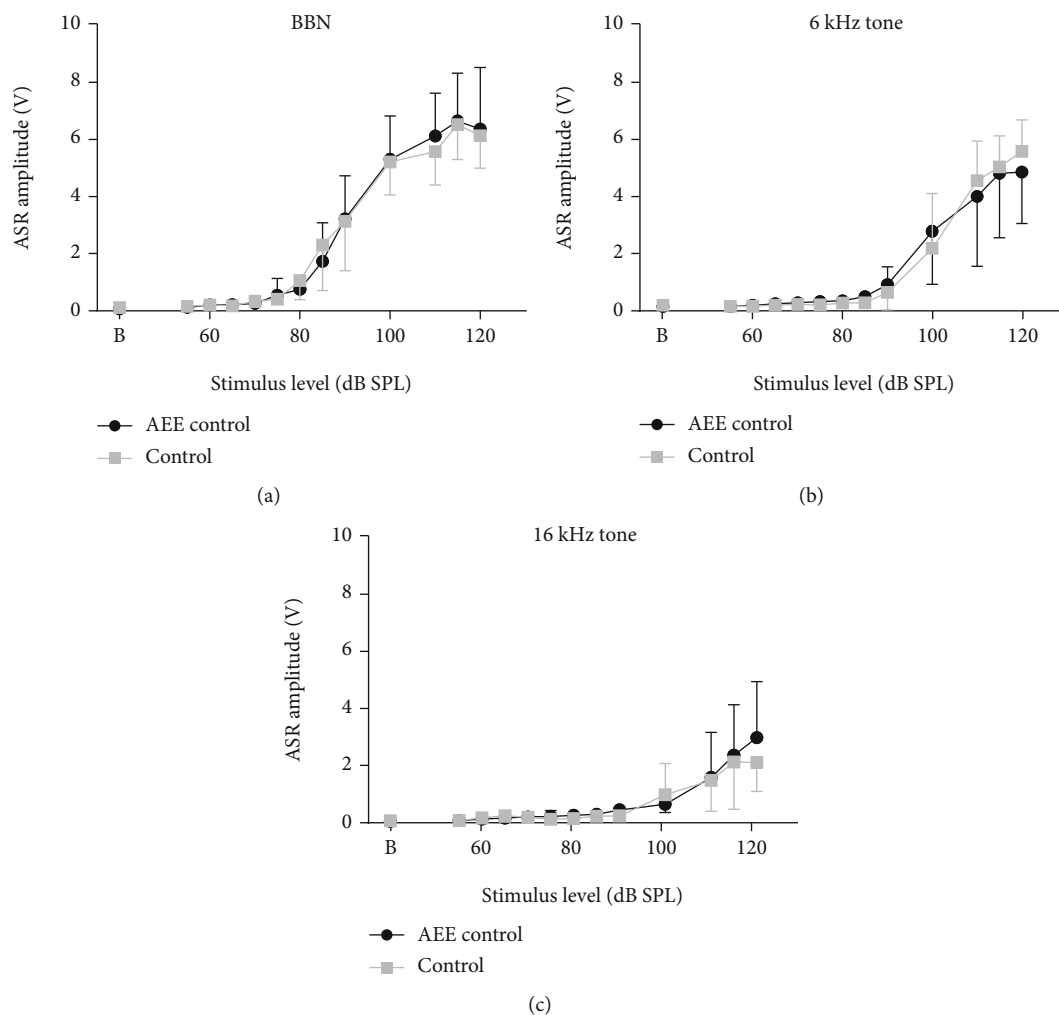 BBN
10
8
6
4
2
0
ASR amplitude (V)
B 60 80 100 120
Stimulus level (dB SPL)
AEE control
Control
(a)
6 kHz tone
10
8
6
4
2
0
ASR amplitude (V)
B 60 80 100 120
Stimulus level (dB SPL)
AEE control
Control
(b)
16 kHz tone
10
8
6
4
2
0
ASR amplitude (V)
B 60 80 100 120
Stimulus level (dB SPL)
AEE control
Control
(c)